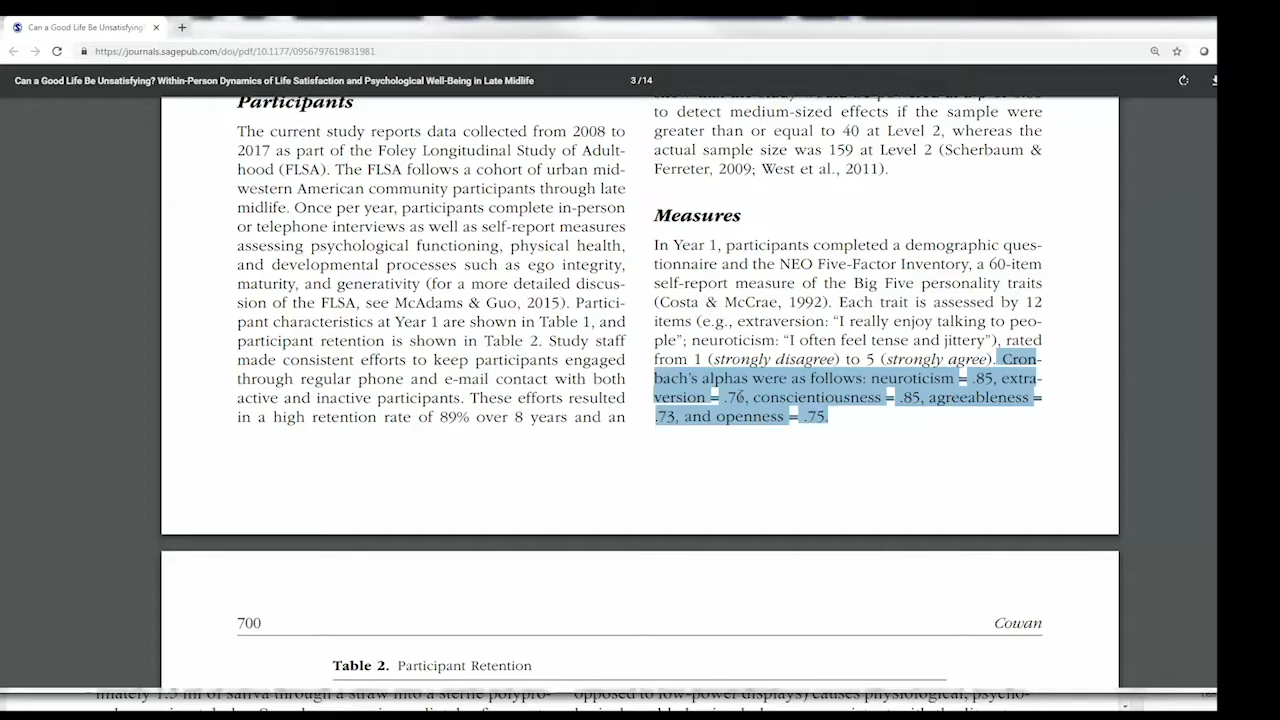 Can a Good Life Be Unsatisfying?
https://journals.sagepub.com/doi/pdf/10.1177/0956797619831981
Can a Good Life Be Unsatisfying? Within-Person Dynamics of Life Satisfaction and Psychological Well-Being in Late Midlife
3 / 14
Participants
The current study reports data collected from 2008 to
2017 as part of the Foley Longitudinal Study of Adult-
hood (FLSA). The FLSA follows a cohort of urban mid-
western American community participants through late
midlife. Once per year, participants complete in-person
or telephone interviews as well as self-report measures
assessing psychological functioning, physical health,
and developmental processes such as ego integrity,
maturity, and generativity (for a more detailed discus-
sion of the FLSA, see McAdams & Guo, 2015). Partici-
pant characteristics at Year 1 are shown in Table 1, and
participant retention is shown in Table 2. Study staff
made consistent efforts to keep participants engaged
through regular phone and e-mail contact with both
active and inactive participants. These efforts resulted
in a high retention rate of 89% over 8 years and an
to detect medium-sized effects if the sample were
greater than or equal to 40 at Level 2, whereas the
actual sample size was 159 at Level 2 (Scherbaum &
Ferreter, 2009; West et al., 2011).
Measures
In Year 1, participants completed a demographic ques-
tionnaire and the NEO Five-Factor Inventory, a 60-item
self-report measure of the Big Five personality traits
(Costa & McCrae, 1992). Each trait is assessed by 12
items (e.g., extraversion: “I really enjoy talking to peo-
ple”; neuroticism: “I often feel tense and jittery”), rated
from 1 (strongly disagree) to 5 (strongly agree). Cron-
bach’s alphas were as follows: neuroticism = .85, extra-
version = .76, conscientiousness = .85, agreeableness =
.73, and openness = .75.
700
Cowan
Table 2. Participant Retention